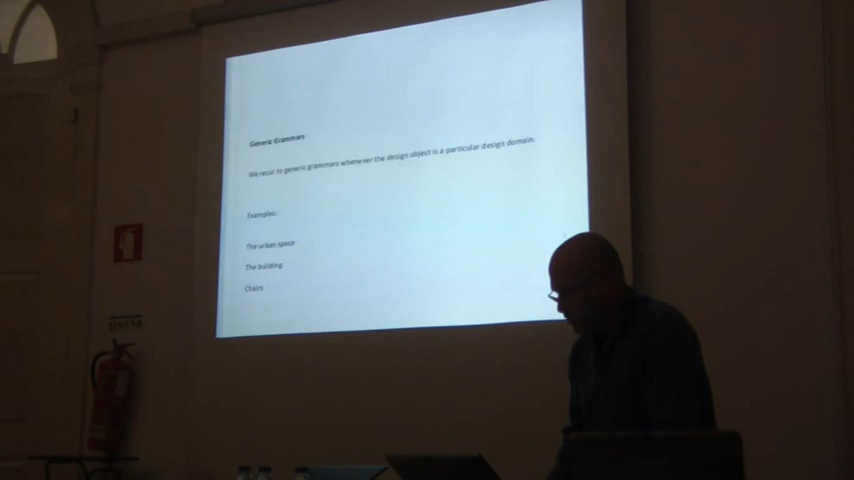 Generic Grammars -
We recur to generic grammars whenever the design object is a particular design domain.
Examples:
The urban space
The building
Chairs